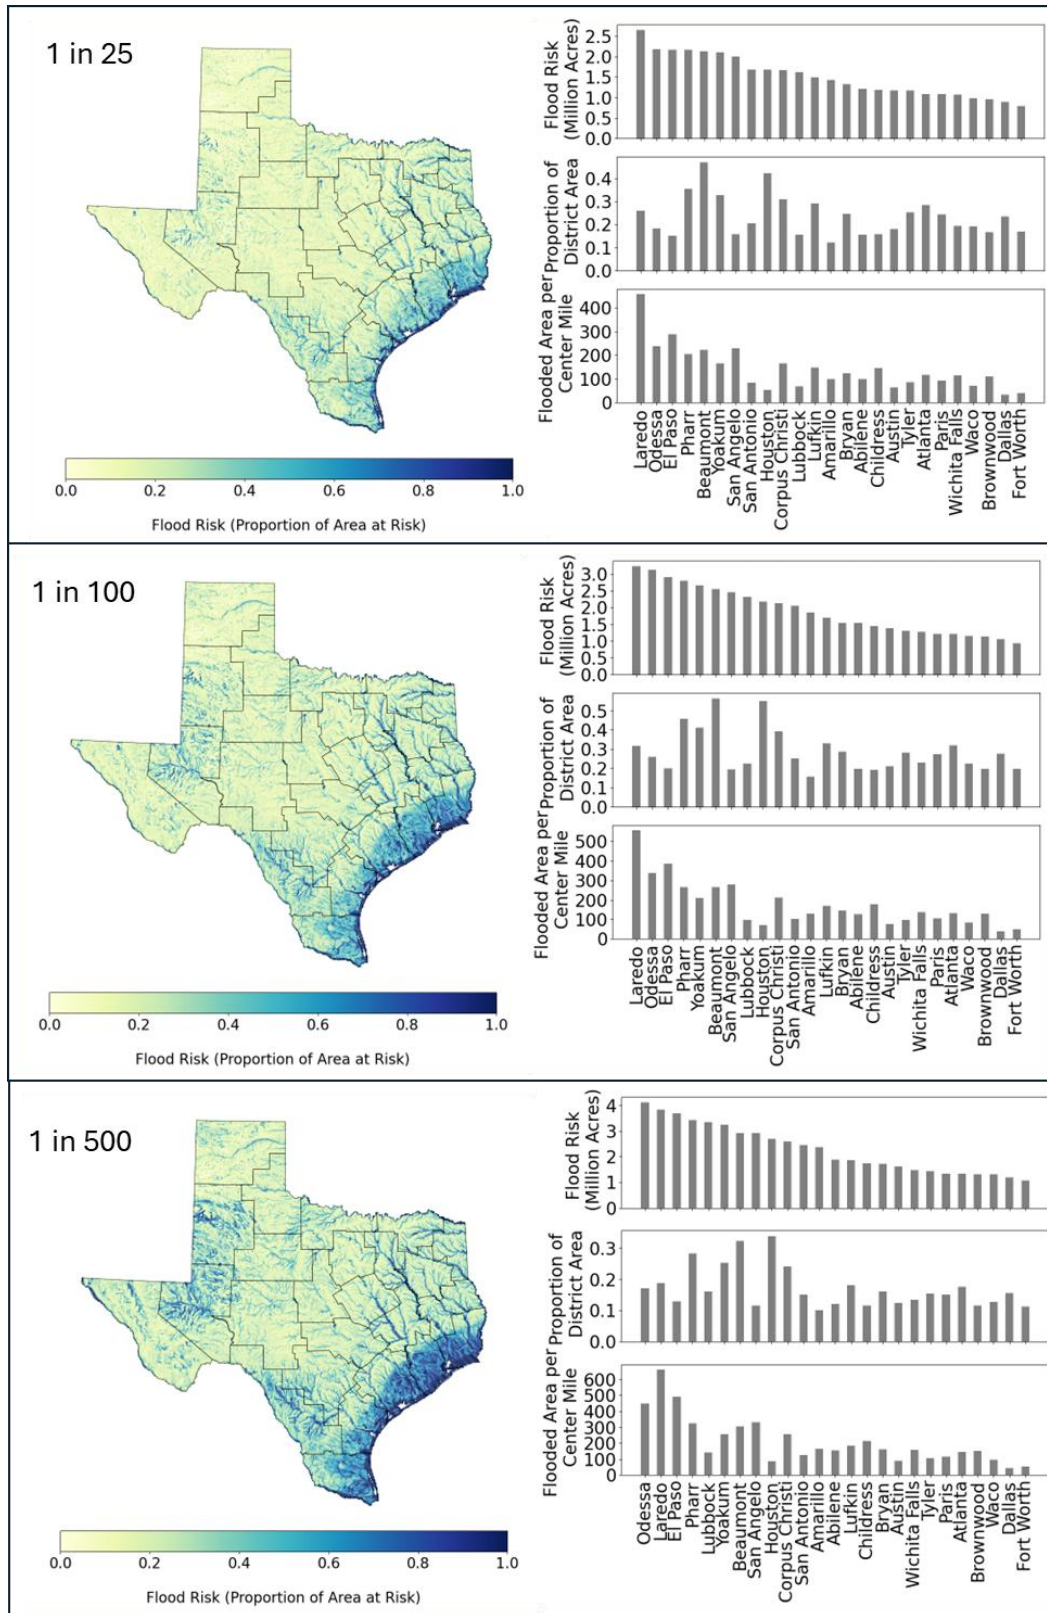 1 in 25
0.0 0.2 0.4 0.6 0.8 1.0
Flood Risk (Proportion of Area at Risk)
Flood Risk
(Million Acres)
2.5
2.0
1.5
1.0
0.5
0.0
Proportion of
District Area
0.4
0.3
0.2
0.1
0.0
Flooded Area per
Center Mile
400
300
200
100
0
Laredo
Odessa
El Paso
Pharr
Beaumont
Yoakum
San Angelo
San Antonio
Houston
Corpus Christi
Lubbock
Lufkin
Amarillo
Bryan
Abilene
Childress
Austin
Tyler
Atlanta
Paris
Wichita Falls
Waco
Brownwood
Dallas
Fort Worth
1 in 100
0.0 0.2 0.4 0.6 0.8 1.0
Flood Risk (Proportion of Area at Risk)
Flood Risk
(Million Acres)
3.0
2.5
2.0
1.5
1.0
0.5
0.0
Proportion of
District Area
0.5
0.4
0.3
0.2
0.1
0.0
Flooded Area per
Center Mile
500
400
300
200
100
0
Laredo
Odessa
El Paso
Pharr
Yoakum
Beaumont
San Angelo
Lubbock
Houston
Corpus Christi
San Antonio
Amarillo
Lufkin
Bryan
Abilene
Childress
Austin
Tyler
Wichita Falls
Paris
Atlanta
Waco
Brownwood
Dallas
Fort Worth
1 in 500
0.0 0.2 0.4 0.6 0.8 1.0
Flood Risk (Proportion of Area at Risk)
Flood Risk
(Million Acres)
4
3
2
1
0
Proportion of
District Area
0.3
0.2
0.1
0.0
Flooded Area per
Center Mile
600
500
400
300
200
100
0
Odessa
Laredo
El Paso
Pharr
Lubbock
Yoakum
Beaumont
San Angelo
Houston
Corpus Christi
San Antonio
Amarillo
Abilene
Lufkin
Childress
Bryan
Austin
Wichita Falls
Tyler
Paris
Atlanta
Brownwood
Waco
Dallas
Fort Worth